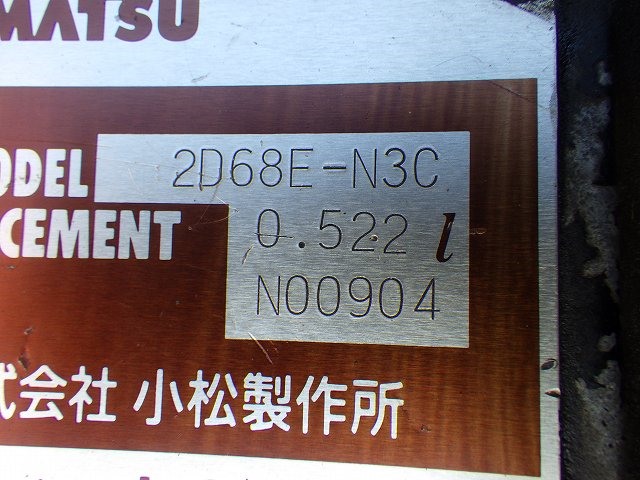 MATSU
ODEL 2D68E-N3C
CEMENT 0.522 l
N00904
式会社 小松製作所